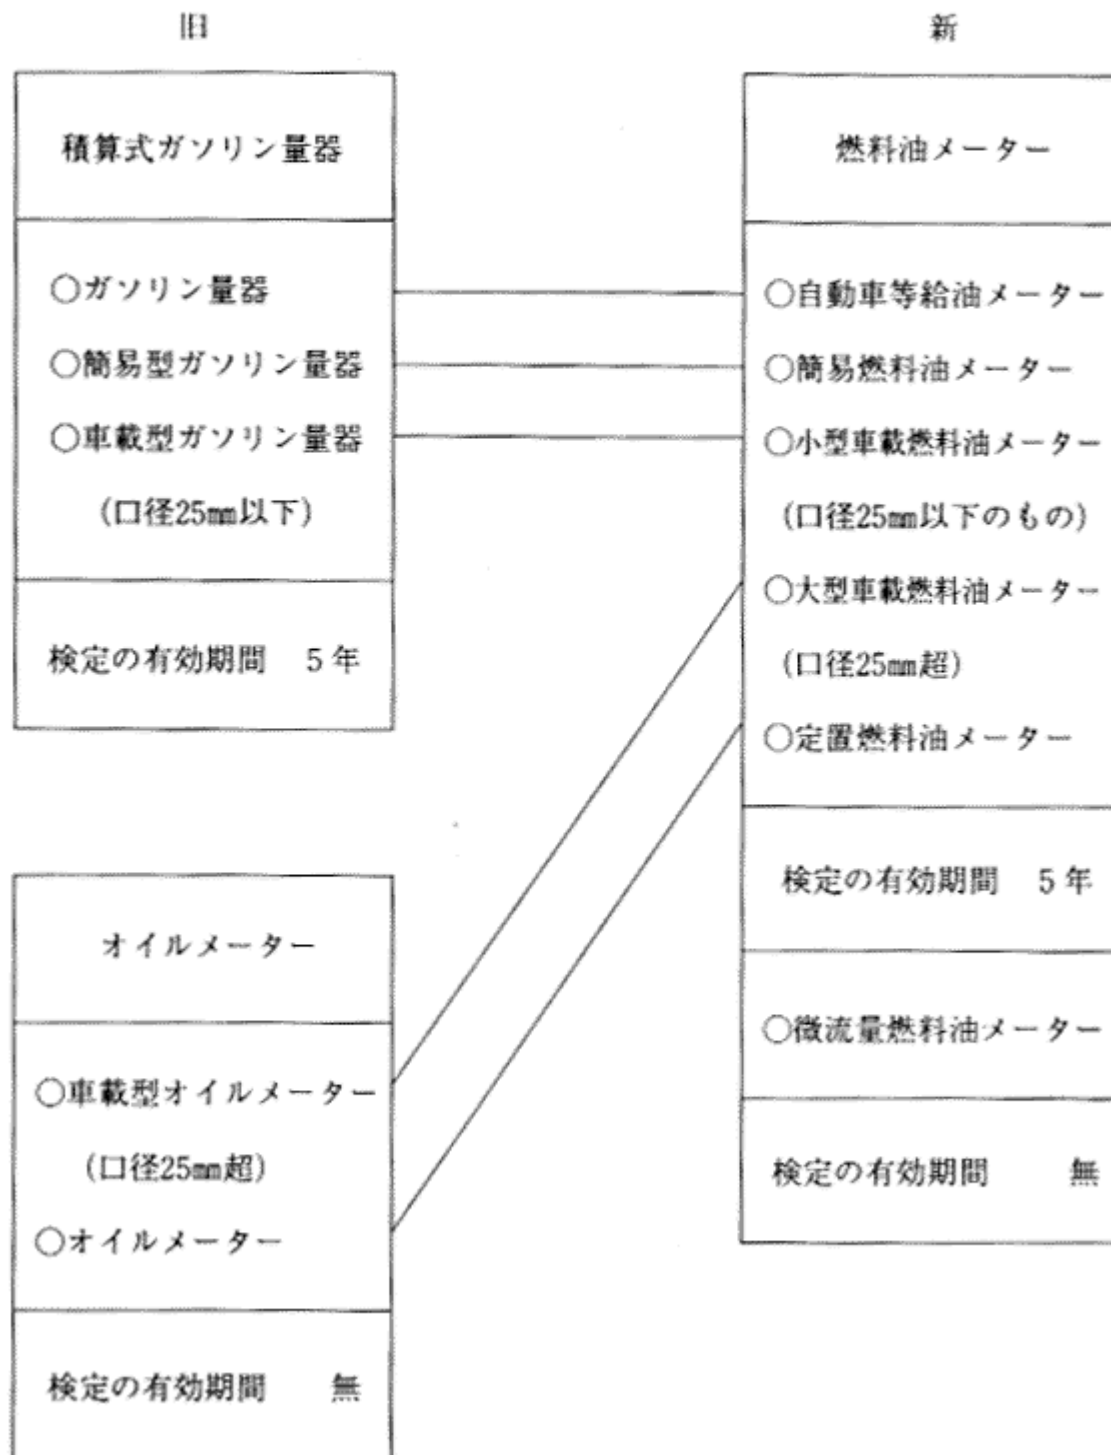 旧
積算式ガソリン量器
○ガソリン量器
○簡易型ガソリン量器
○車載型ガソリン量器
(口径25㎜以下)
検定の有効期間 5年
オイルメーター
○車載型オイルメーター
(口径25㎜超)
○オイルメーター
検定の有効期間 無
新
燃料油メーター
○自動車等給油メーター
○簡易燃料油メーター
○小型車載燃料油メーター
(口径25㎜以下のもの)
○大型車載燃料油メーター
(口径25㎜超)
○定置燃料油メーター
検定の有効期間 5年
○微流量燃料油メーター
検定の有効期間 無